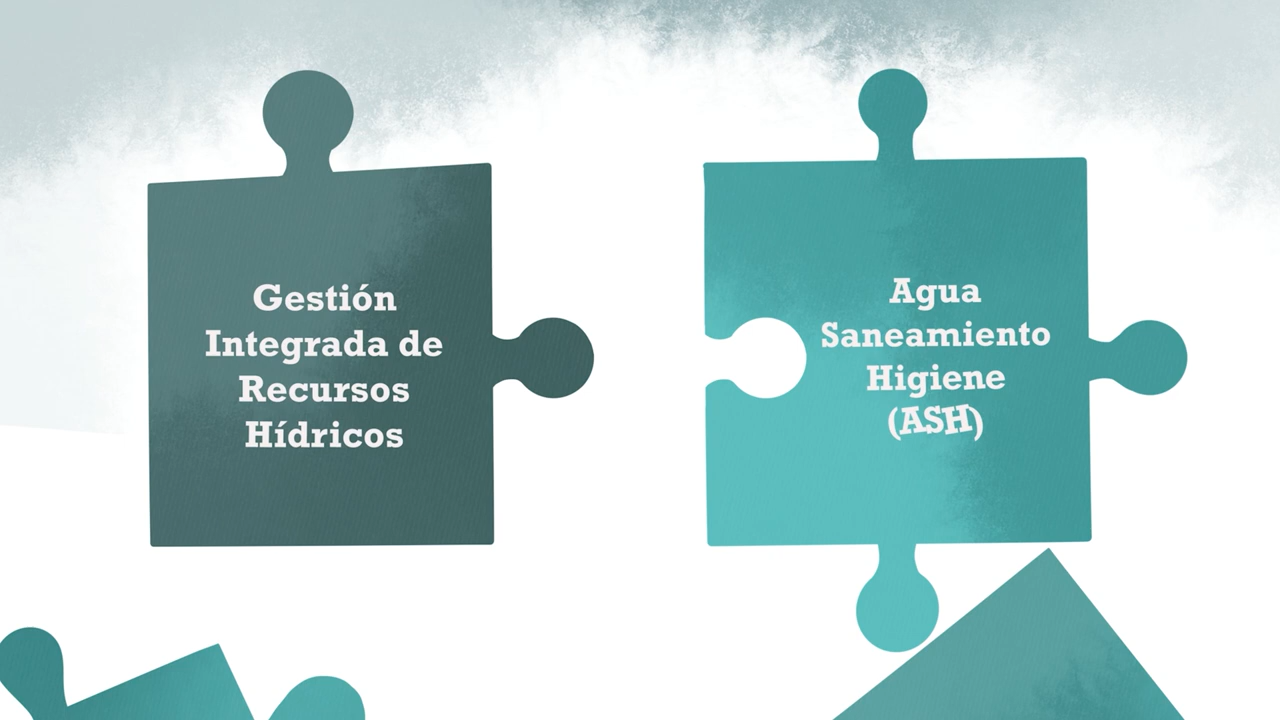 Gestión
Integrada de
Recursos
Hídricos
Agua
Saneamiento
Higiene
(ASH)